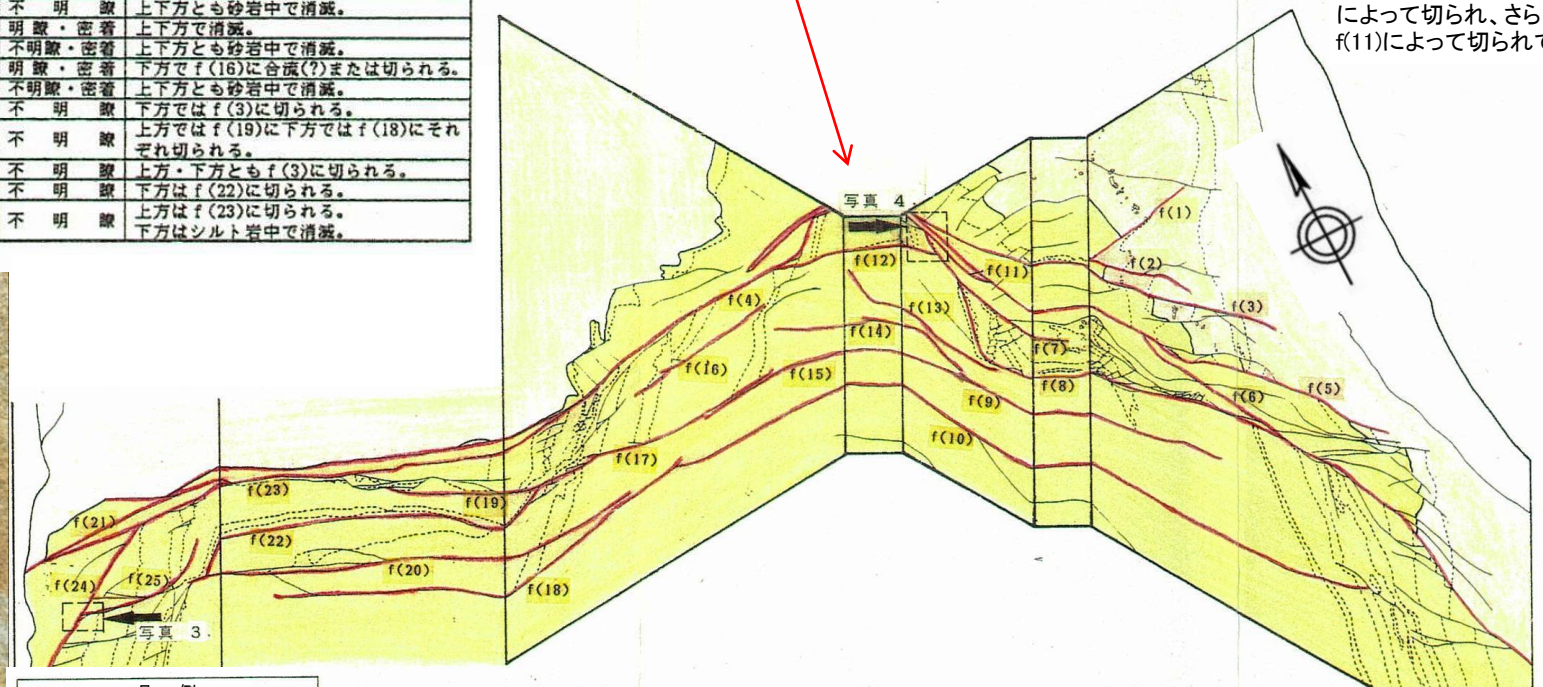 不明瞭 上下方とも砂岩中で消滅。
明瞭・密着 上下方で消滅。
不明瞭・密着 上下方とも砂岩中で消滅。
明瞭・密着 下方でf(16)に合流(?)または切られる。
不明瞭・密着 上下方とも砂岩中で消滅。
不明瞭 下方ではf(3)に切られる。
不明瞭 上方ではf(19)に下方ではf(18)にそれ
ぞれ切られる。
不明瞭 上方・下方ともf(3)に切られる。
不明瞭 下方はf(22)に切られる。
不明瞭 上方はf(23)に切られる。
下方はシルト岩中で消滅。
によって切られ、さら
f(11)によって切られて
写真 4
f(1)
f(2)
f(3)
f(4)
f(5)
f(6)
f(7)
f(8)
f(9)
f(10)
f(11)
f(12)
f(13)
f(14)
f(15)
f(16)
f(17)
f(18)
f(19)
f(20)
f(21)
f(22)
f(23)
f(24)
f(25)
写真 3.